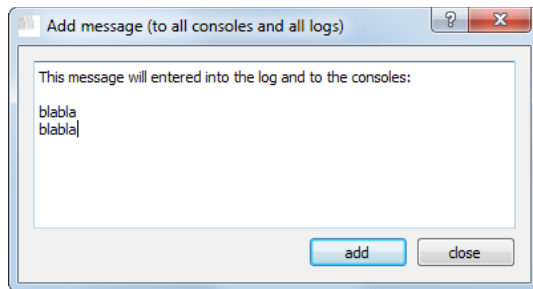 Add message (to all consoles and all logs)
This message will entered into the log and to the consoles:
blabla
blabla
add close